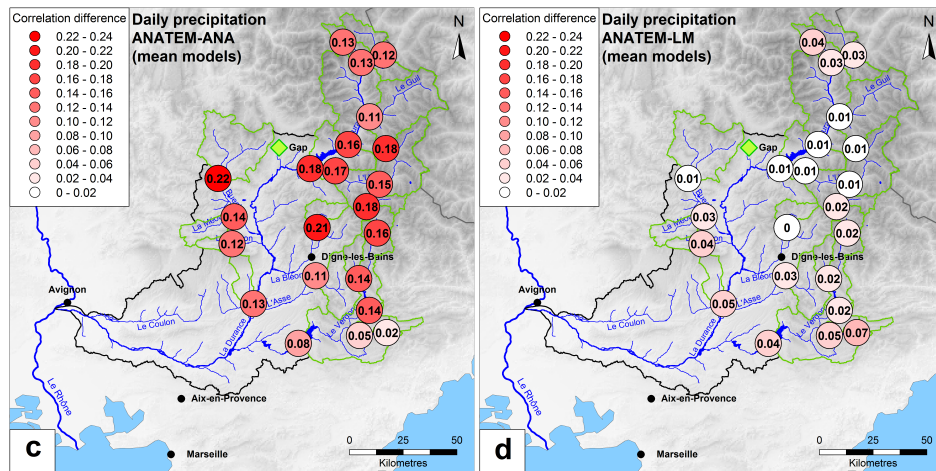 Correlation difference
0.22 - 0.24
0.20 - 0.22
0.18 - 0.20
0.16 - 0.18
0.14 - 0.16
0.12 - 0.14
0.10 - 0.12
0.08 - 0.10
0.06 - 0.08
0.04 - 0.06
0.02 - 0.04
0 - 0.02
Daily precipitation
ANATEM-ANA
(mean models)
N
0.13
0.12
0.13
Le Guil
0.11
Gap
0.16
0.18
0.18
0.17
0.22
0.15
0.18
0.14
La Méou
0.21
0.16
0.12
Digne-les-Bains
La Bléon
0.11
0.14
Avignon
0.13
L'Asse
0.14
Le Coulon
La Durance
Le Verdon
0.05
0.02
0.08
Le Rhône
Aix-en-Provence
Marseille
0 25 50
Kilometres
c
Correlation difference
0.22 - 0.24
0.20 - 0.22
0.18 - 0.20
0.16 - 0.18
0.14 - 0.16
0.12 - 0.14
0.10 - 0.12
0.08 - 0.10
0.06 - 0.08
0.04 - 0.06
0.02 - 0.04
0 - 0.02
Daily precipitation
ANATEM-LM
(mean models)
N
0.04
0.03
0.03
Le Guil
0.01
Gap
0.01
0.01
0.01
0.01
0.01
0.01
0.02
0.03
La Méou
0
0.02
0.04
Digne-les-Bains
La Bléon
0.03
0.02
Avignon
0.05
L'Asse
0.02
Le Coulon
La Durance
Le Verdon
0.05
0.07
0.04
Le Rhône
Aix-en-Provence
Marseille
0 25 50
Kilometres
d